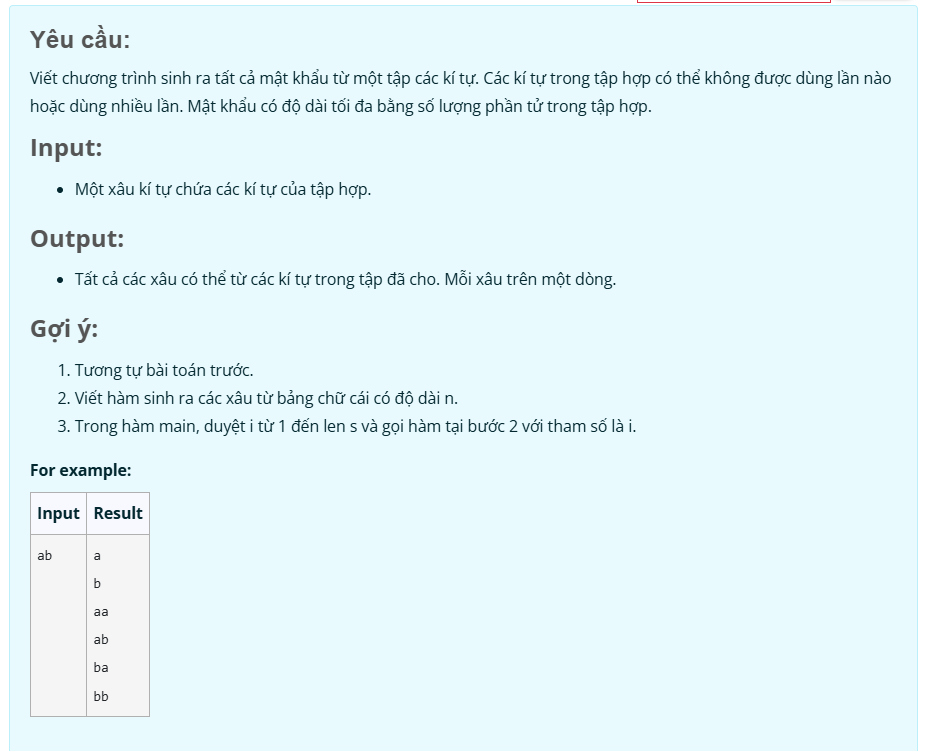 Yêu cầu:
Viết chương trình sinh ra tất cả mật khẩu từ một tập các kí tự. Các kí tự trong tập hợp có thể không được dùng lần nào
hoặc dùng nhiều lần. Mật khẩu có độ dài tối đa bằng số lượng phần tử trong tập hợp.
Input:
• Một xâu kí tự chứa các kí tự của tập hợp.
Output:
• Tất cả các xâu có thể từ các kí tự trong tập đã cho. Mỗi xâu trên một dòng.
Gợi ý:
1. Tương tự bài toán trước.
2. Viết hàm sinh ra các xâu từ bảng chữ cái có độ dài n.
3. Trong hàm main, duyệt i từ 1 đến len s và gọi hàm tại bước 2 với tham số là i.
For example:
Input Result
ab a
b
aa
ab
ba
bb